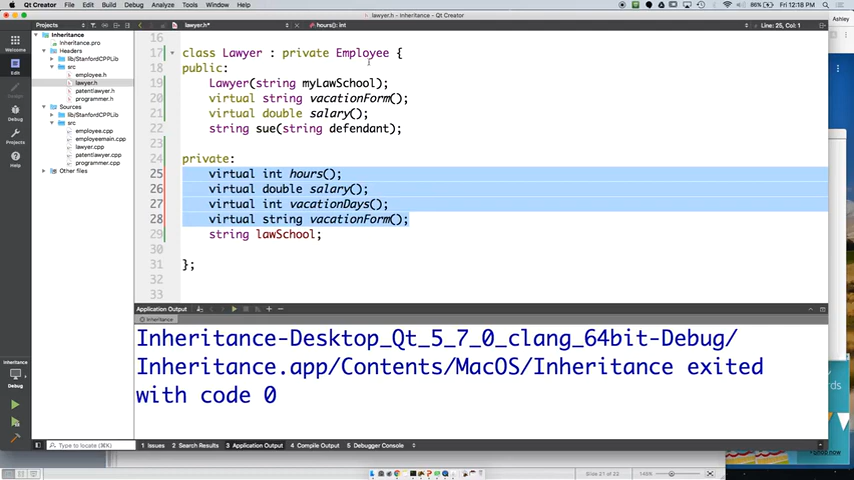 Qt Creator File Edit Build Debug Analyze Tools Window Help 86% Fri 12:18 PM
lawyer.h - Inheritance - Qt Creator
Projects lawyer.h* hours(): int Line: 25, Col: 1
Welcome
Edit
Design
Debug
Projects
Help
Inheritance
Debug
Inheritance
Inheritance.pro
Headers
lib/StanfordCPPLib
src
employee.h
lawyer.h
patentlawyer.h
programmer.h
Sources
lib/StanfordCPPLib
src
employee.cpp
employeemain.cpp
lawyer.cpp
patentlawyer.cpp
programmer.cpp
Other files
16
17 class Lawyer : private Employee {
18 public:
19 Lawyer(string myLawSchool);
20 virtual string vacationForm();
21 virtual double salary();
22 string sue(string defendant);
23
24 private:
25 virtual int hours();
26 virtual double salary();
27 virtual int vacationDays();
28 virtual string vacationForm();
29 string lawSchool;
30
31 };
32
33
Application Output
Inheritance
Inheritance-Desktop_Qt_5_7_0_clang_64bit-Debug/
Inheritance.app/Contents/MacOS/Inheritance exited
with code 0
Type to locate (⌘K) 1 Issues 2 Search Results 3 Application Output 4 Compile Output 5 Debugger Console
Slide 21 of 22 149%
Ashley